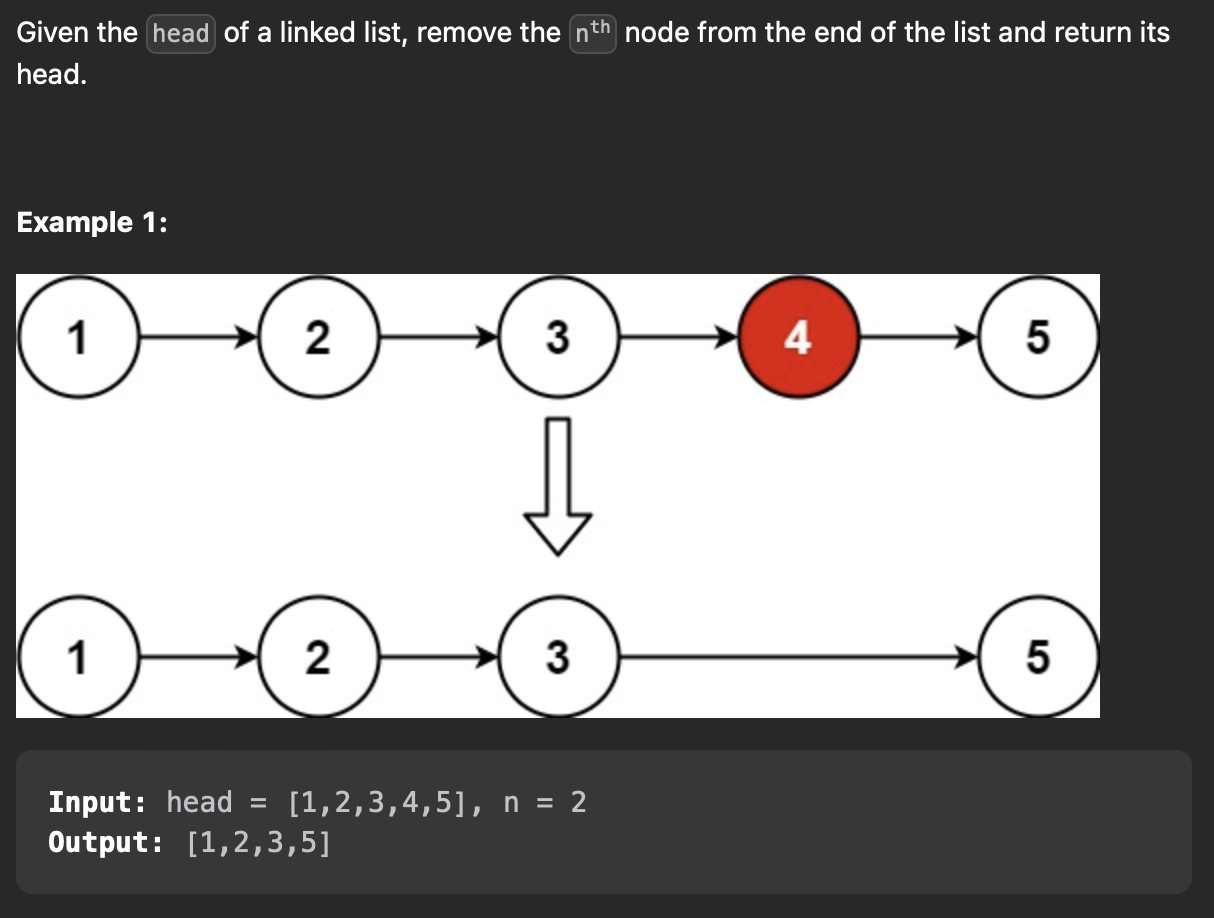 Given the head of a linked list, remove the nth node from the end of the list and return its
head.
Example 1:
1 2 3 4 5
1 2 3 5
Input: head = [1,2,3,4,5], n = 2
Output: [1,2,3,5]